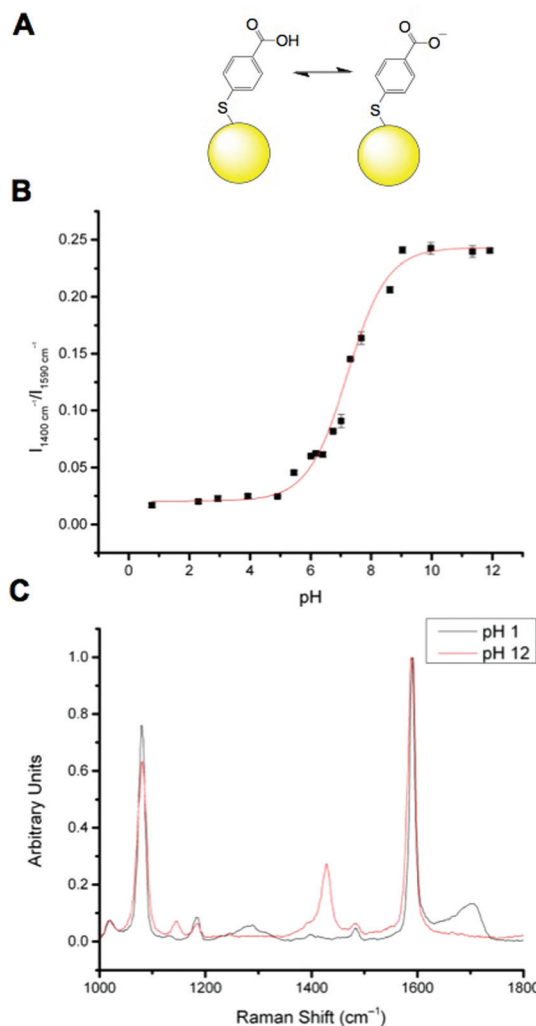 A
O
OH
S
O
O−
S
B
0.25
0.20
0.15
0.10
0.05
0.00
I1400 cm⁻¹/I1590 cm⁻¹
0 2 4 6 8 10 12
pH
C
pH 1
pH 12
1.0
0.8
0.6
0.4
0.2
0.0
Arbitrary Units
1000 1200 1400 1600 1800
Raman Shift (cm⁻¹)